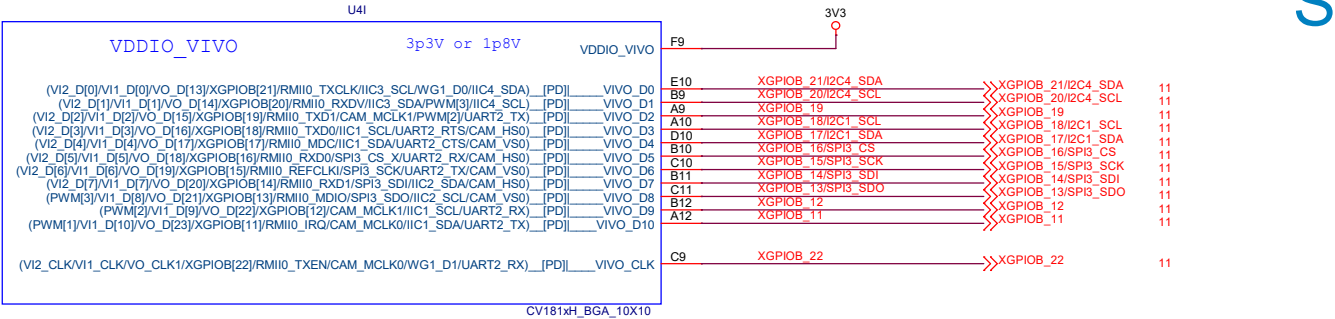 S
U4I
3V3
VDDIO_VIVO 3p3V or 1p8V VDDIO_VIVO F9
(VI2_D[0]/VI1_D[0]/VO_D[13]/XGPIOB[21]/RMII0_TXCLK/IIC3_SCL/WG1_D0/IIC4_SDA)__[PD]|____VIVO_D0 E10 XGPIOB_21/I2C4_SDA XGPIOB_21/I2C4_SDA 11
(VI2_D[1]/VI1_D[1]/VO_D[14]/XGPIOB[20]/RMII0_RXDV/IIC3_SDA/PWM[3]/IIC4_SCL)__[PD]|____VIVO_D1 B9 XGPIOB_20/I2C4_SCL XGPIOB_20/I2C4_SCL 11
(VI2_D[2]/VI1_D[2]/VO_D[15]/XGPIOB[19]/RMII0_TXD1/CAM_MCLK1/PWM[2]/UART2_TX)__[PD]|____VIVO_D2 A9 XGPIOB_19 XGPIOB_19 11
(VI2_D[3]/VI1_D[3]/VO_D[16]/XGPIOB[18]/RMII0_TXD0/IIC1_SCL/UART2_RTS/CAM_HS0)__[PD]|____VIVO_D3 A10 XGPIOB_18/I2C1_SCL XGPIOB_18/I2C1_SCL 11
(VI2_D[4]/VI1_D[4]/VO_D[17]/XGPIOB[17]/RMII0_MDC/IIC1_SDA/UART2_CTS/CAM_VS0)__[PD]|____VIVO_D4 D10 XGPIOB_17/I2C1_SDA XGPIOB_17/I2C1_SDA 11
(VI2_D[5]/VI1_D[5]/VO_D[18]/XGPIOB[16]/RMII0_RXD0/SPI3_CS_X/UART2_RX/CAM_HS0)__[PD]|____VIVO_D5 B10 XGPIOB_16/SPI3_CS XGPIOB_16/SPI3_CS 11
(VI2_D[6]/VI1_D[6]/VO_D[19]/XGPIOB[15]/RMII0_REFCLKI/SPI3_SCK/UART2_TX/CAM_VS0)__[PD]|____VIVO_D6 C10 XGPIOB_15/SPI3_SCK XGPIOB_15/SPI3_SCK 11
(VI2_D[7]/VI1_D[7]/VO_D[20]/XGPIOB[14]/RMII0_RXD1/SPI3_SDI/IIC2_SDA/CAM_HS0)__[PD]|____VIVO_D7 B11 XGPIOB_14/SPI3_SDI XGPIOB_14/SPI3_SDI 11
(PWM[3]/VI1_D[8]/VO_D[21]/XGPIOB[13]/RMII0_MDIO/SPI3_SDO/IIC2_SCL/CAM_VS0)__[PD]|____VIVO_D8 C11 XGPIOB_13/SPI3_SDO XGPIOB_13/SPI3_SDO 11
(PWM[2]/VI1_D[9]/VO_D[22]/XGPIOB[12]/CAM_MCLK1/IIC1_SCL/UART2_RX)__[PD]|____VIVO_D9 B12 XGPIOB_12 XGPIOB_12 11
(PWM[1]/VI1_D[10]/VO_D[23]/XGPIOB[11]/RMII0_IRQ/CAM_MCLK0/IIC1_SDA/UART2_TX)__[PD]|____VIVO_D10 A12 XGPIOB_11 XGPIOB_11 11
(VI2_CLK/VI1_CLK/VO_CLK1/XGPIOB[22]/RMII0_TXEN/CAM_MCLK0/WG1_D1/UART2_RX)__[PD]|____VIVO_CLK C9 XGPIOB_22 XGPIOB_22 11
CV181xH_BGA_10X10